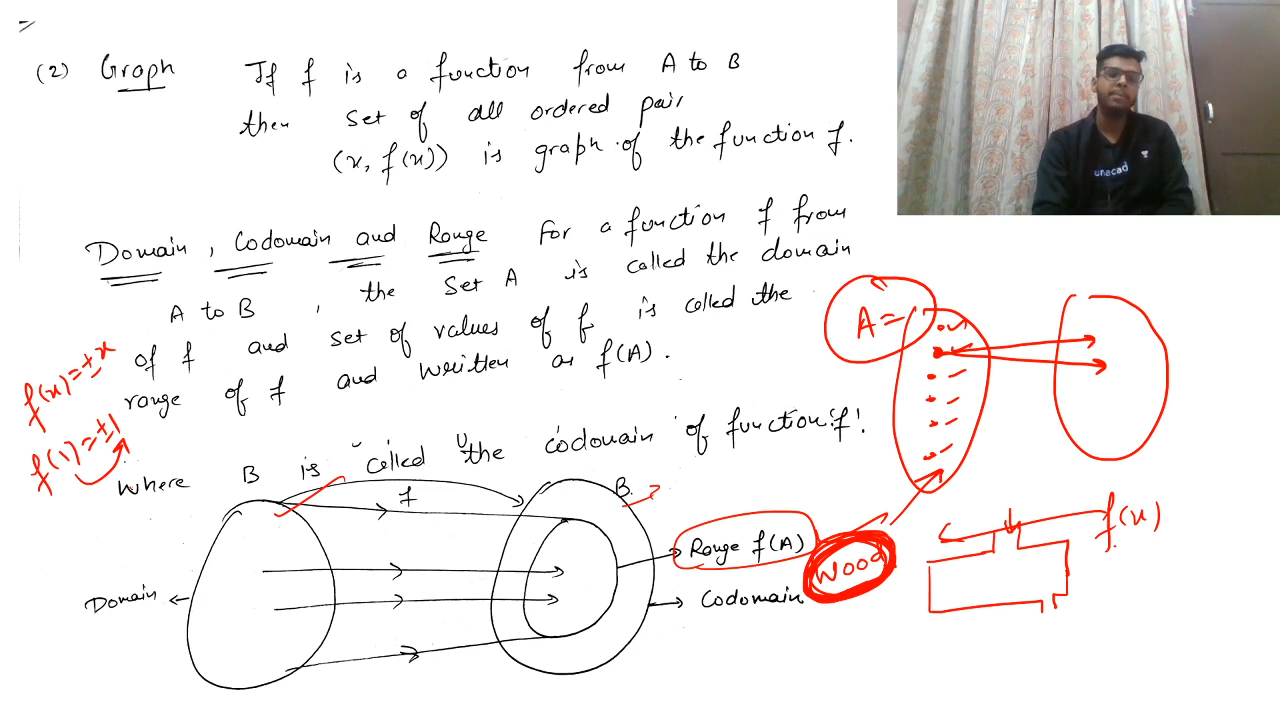 (2) Graph If f is a function from A to B
then set of all ordered pair
(x, f(x)) is graph of the function f.
Domain, Codomain and Range For a function f from
A to B, the set A is called the domain
of f and set of values of f is called the
range of f and written as f(A).
where B is called the codomain of function 'f'.
f(x)=±x
f(1)=±1
A=
f
B
Domain
Range f(A)
Codomain
Wood
f(x)
unacad